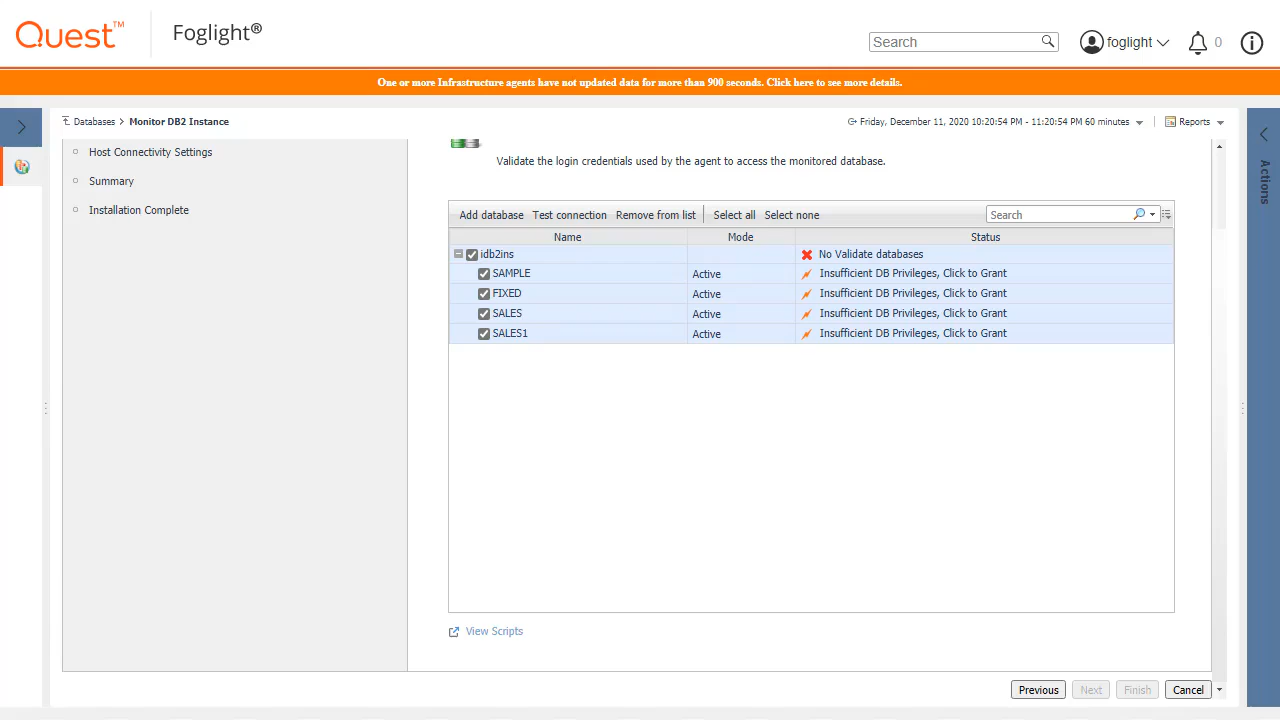 Quest™
Foglight®
Search
foglight
0
One or more Infrastructure agents have not updated data for more than 900 seconds. Click here to see more details.
Databases Monitor DB2 Instance
Friday, December 11, 2020 10:20:54 PM - 11:20:54 PM 60 minutes
Reports
Actions
Host Connectivity Settings
Summary
Installation Complete
Validate the login credentials used by the agent to access the monitored database.
Add database Test connection Remove from list Select all Select none Search
Name Mode Status
idb2ins No Validate databases
SAMPLE Active Insufficient DB Privileges, Click to Grant
FIXED Active Insufficient DB Privileges, Click to Grant
SALES Active Insufficient DB Privileges, Click to Grant
SALES1 Active Insufficient DB Privileges, Click to Grant
View Scripts
Previous Next Finish Cancel